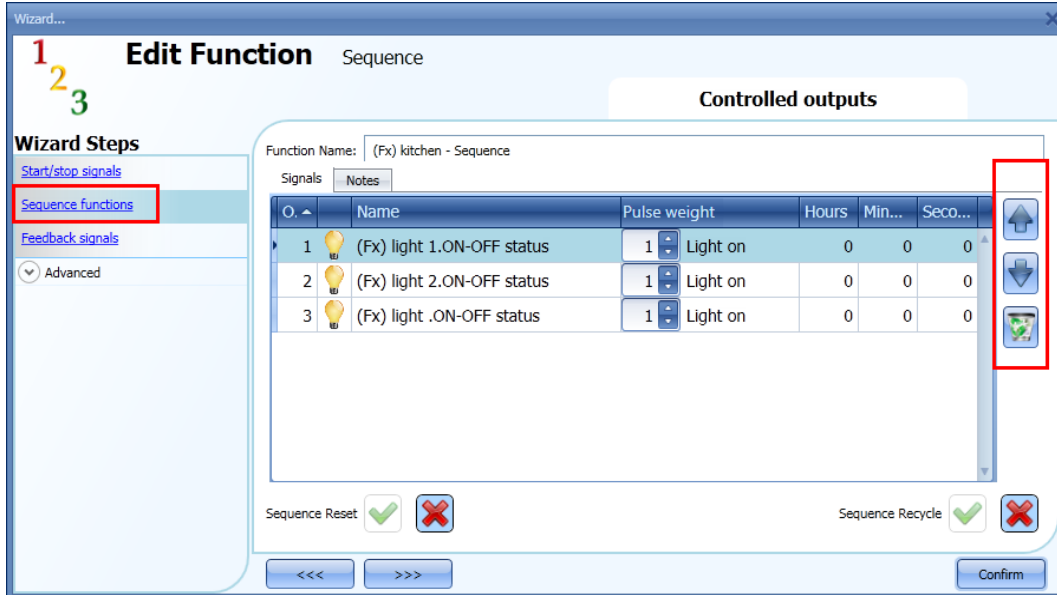 Wizard...
1 2 3
Edit Function Sequence
Controlled outputs
Wizard Steps
Start/stop signals
Sequence functions
Feedback signals
Advanced
Function Name: (Fx) kitchen - Sequence
Signals Notes
O. Name Pulse weight Hours Min... Seco...
1 (Fx) light 1.ON-OFF status 1 Light on 0 0 0
2 (Fx) light 2.ON-OFF status 1 Light on 0 0 0
3 (Fx) light .ON-OFF status 1 Light on 0 0 0
Sequence Reset Sequence Recycle
<<< >>> Confirm